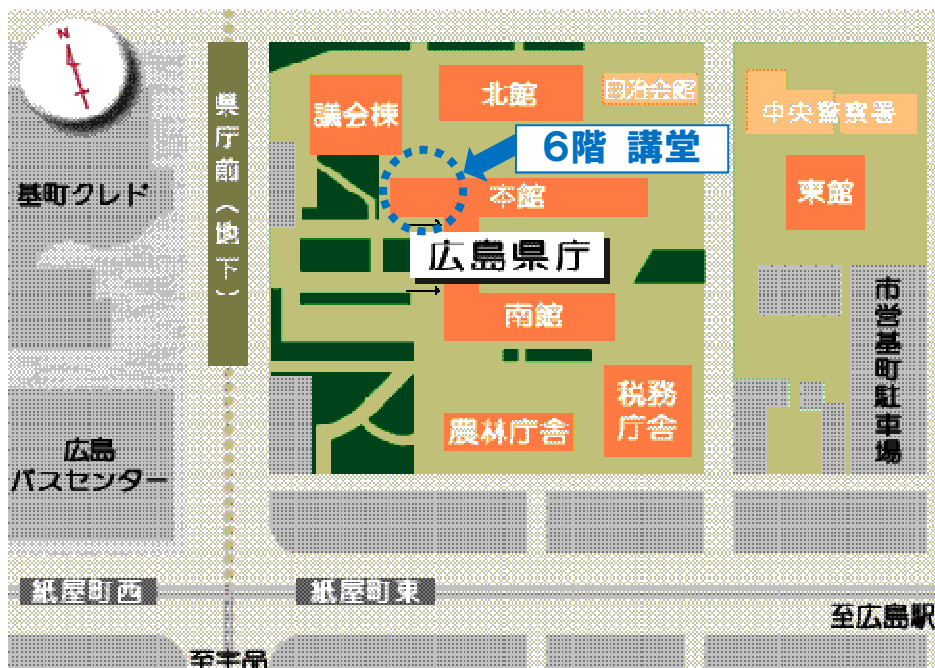 N
県庁前（地下）
議会棟
北館
自治会館
中央警察署
6階 講堂
基町クレド
本館
東館
広島県庁
南館
市営基町駐車場
税務
庁舎
農林庁舎
広島
バスセンター
紙屋町西
紙屋町東
至広島駅
至宇品